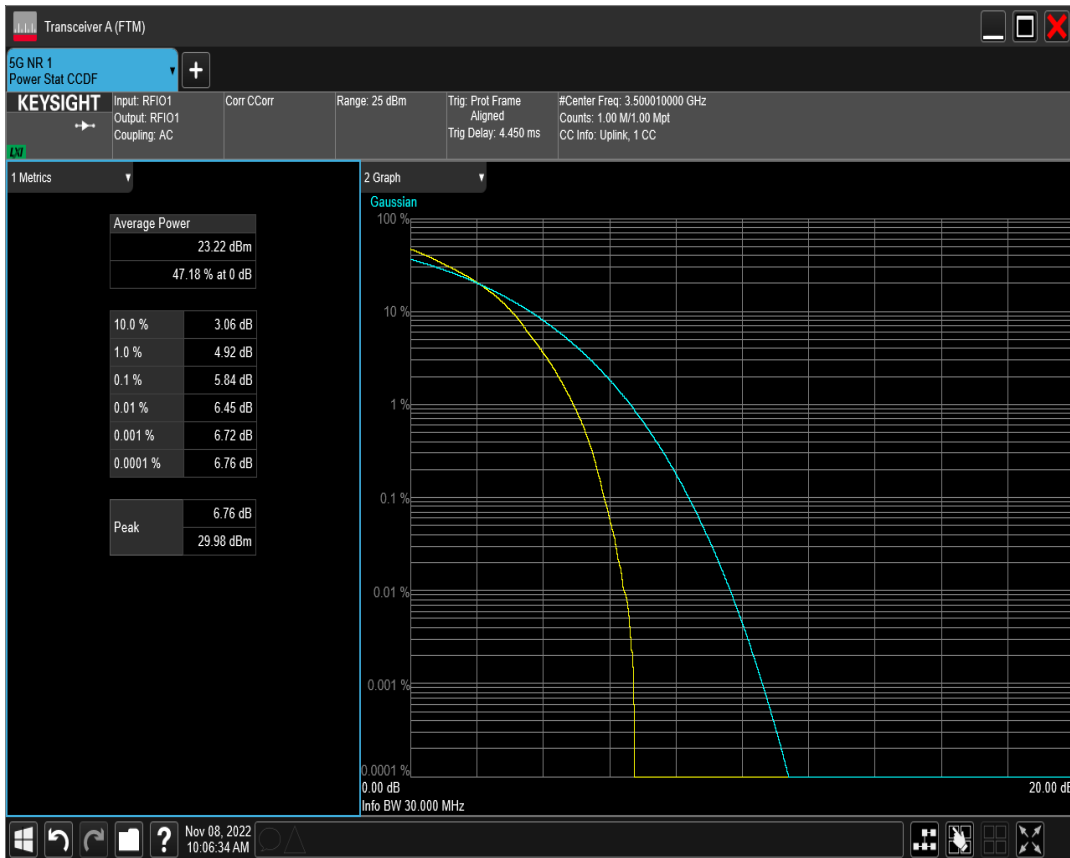 Transceiver A (FTM)
5G NR 1
Power Stat CCDF
+
KEYSIGHT
LXI
Input: RFIO1
Output: RFIO1
Coupling: AC
Corr CCorr
Range: 25 dBm
Trig: Prot Frame
Aligned
Trig Delay: 4.450 ms
#Center Freq: 3.500010000 GHz
Counts: 1.00 M/1.00 Mpt
CC Info: Uplink, 1 CC
1 Metrics
Average Power
23.22 dBm
47.18 % at 0 dB
10.0 % 3.06 dB
1.0 % 4.92 dB
0.1 % 5.84 dB
0.01 % 6.45 dB
0.001 % 6.72 dB
0.0001 % 6.76 dB
Peak
6.76 dB
29.98 dBm
2 Graph
Gaussian
100 %
10 %
1 %
0.1 %
0.01 %
0.001 %
0.0001 %
0.00 dB 20.00 dB
Info BW 30.000 MHz
?
Nov 08, 2022
10:06:34 AM